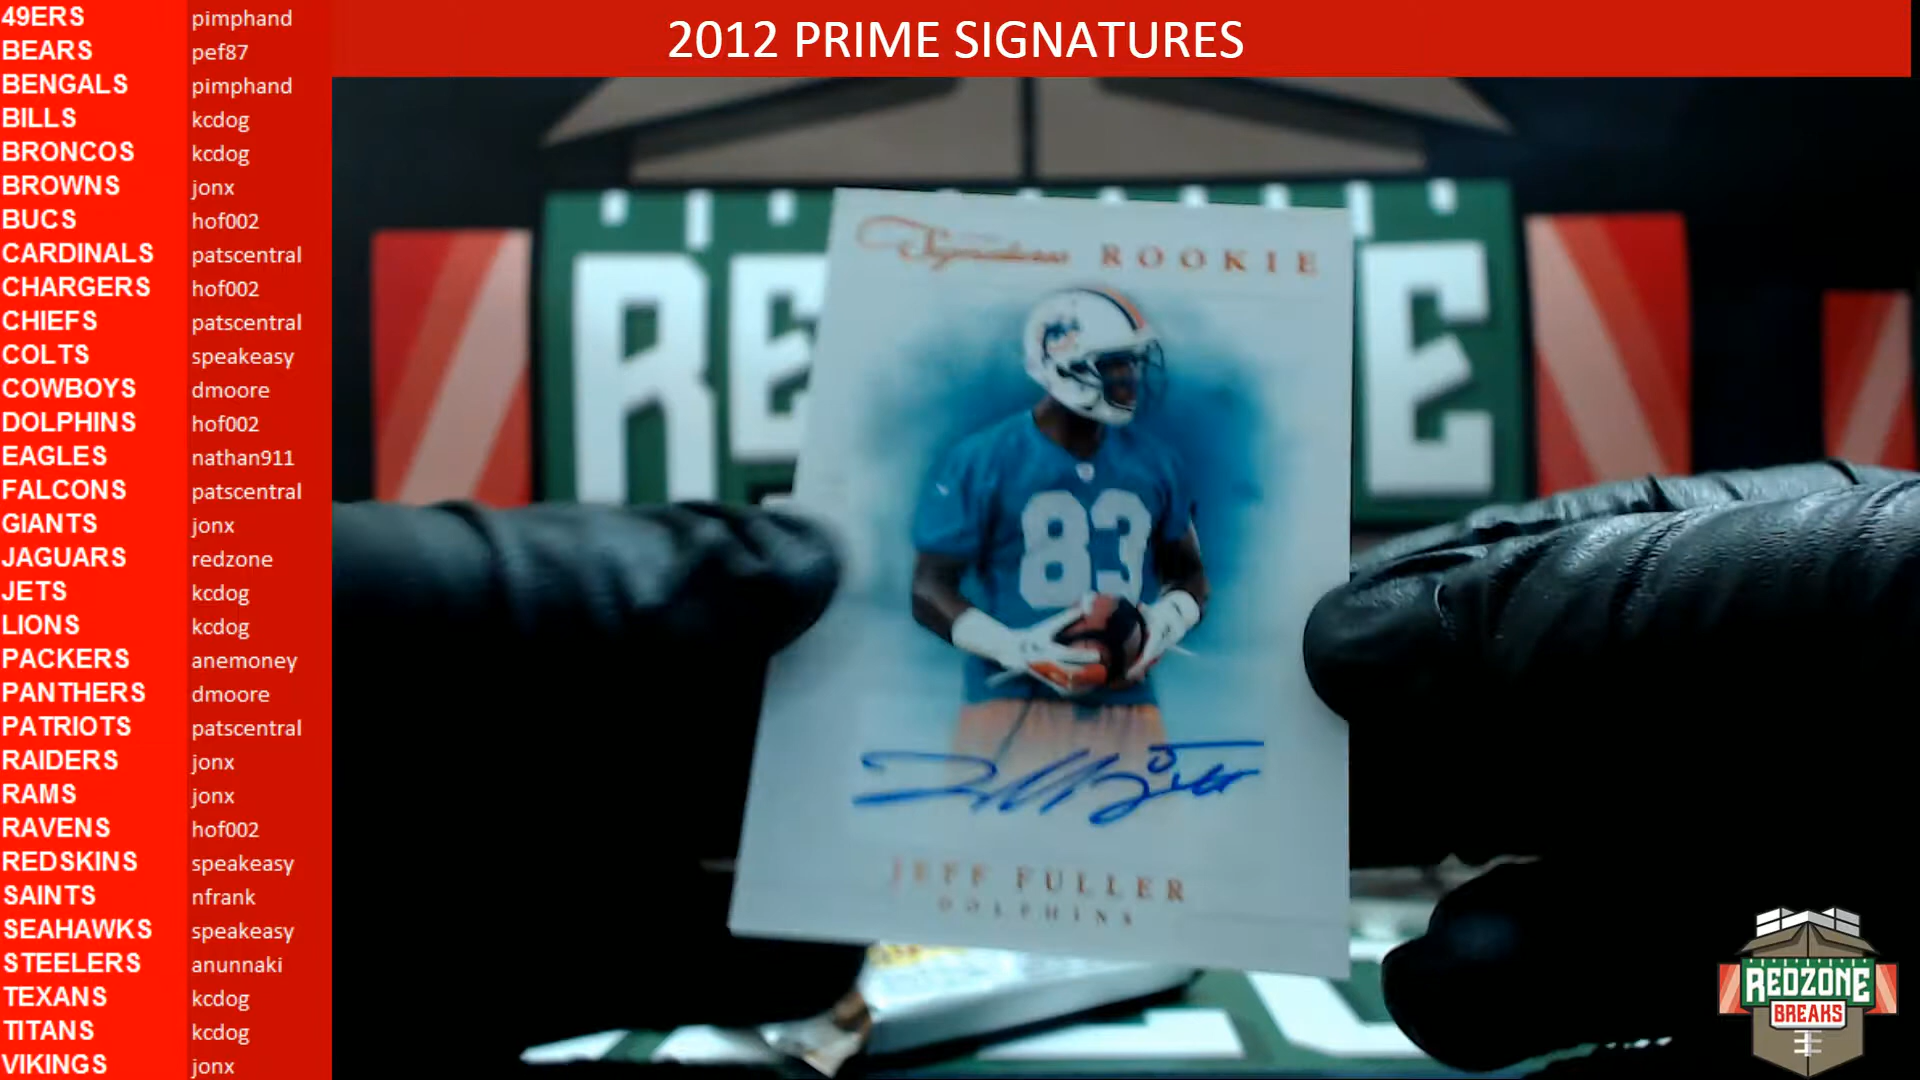 2012 PRIME SIGNATURES
49ERS pimphand
BEARS pef87
BENGALS pimphand
BILLS kcdog
BRONCOS kcdog
BROWNS jonx
BUCS hof002
CARDINALS patscentral
CHARGERS hof002
CHIEFS patscentral
COLTS speakeasy
COWBOYS dmoore
DOLPHINS hof002
EAGLES nathan911
FALCONS patscentral
GIANTS jonx
JAGUARS redzone
JETS kcdog
LIONS kcdog
PACKERS anemoney
PANTHERS dmoore
PATRIOTS patscentral
RAIDERS jonx
RAMS jonx
RAVENS hof002
REDSKINS speakeasy
SAINTS nfrank
SEAHAWKS speakeasy
STEELERS anunnaki
TEXANS kcdog
TITANS kcdog
VIKINGS jonx
Signatures ROOKIE
83
JEFF FULLER
DOLPHINS
REDZONE
BREAKS